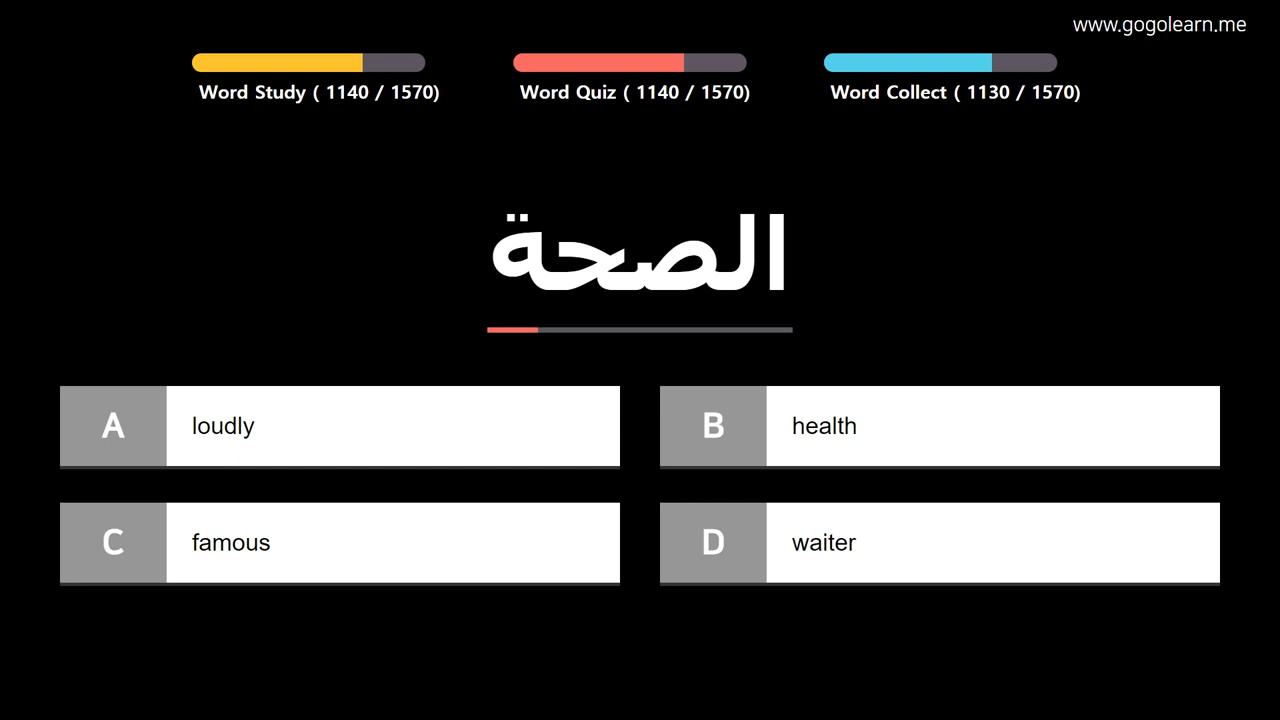 www.gogolearn.me
Word Study ( 1140 / 1570)
Word Quiz ( 1140 / 1570)
Word Collect ( 1130 / 1570)
الصحة
A loudly
B health
C famous
D waiter